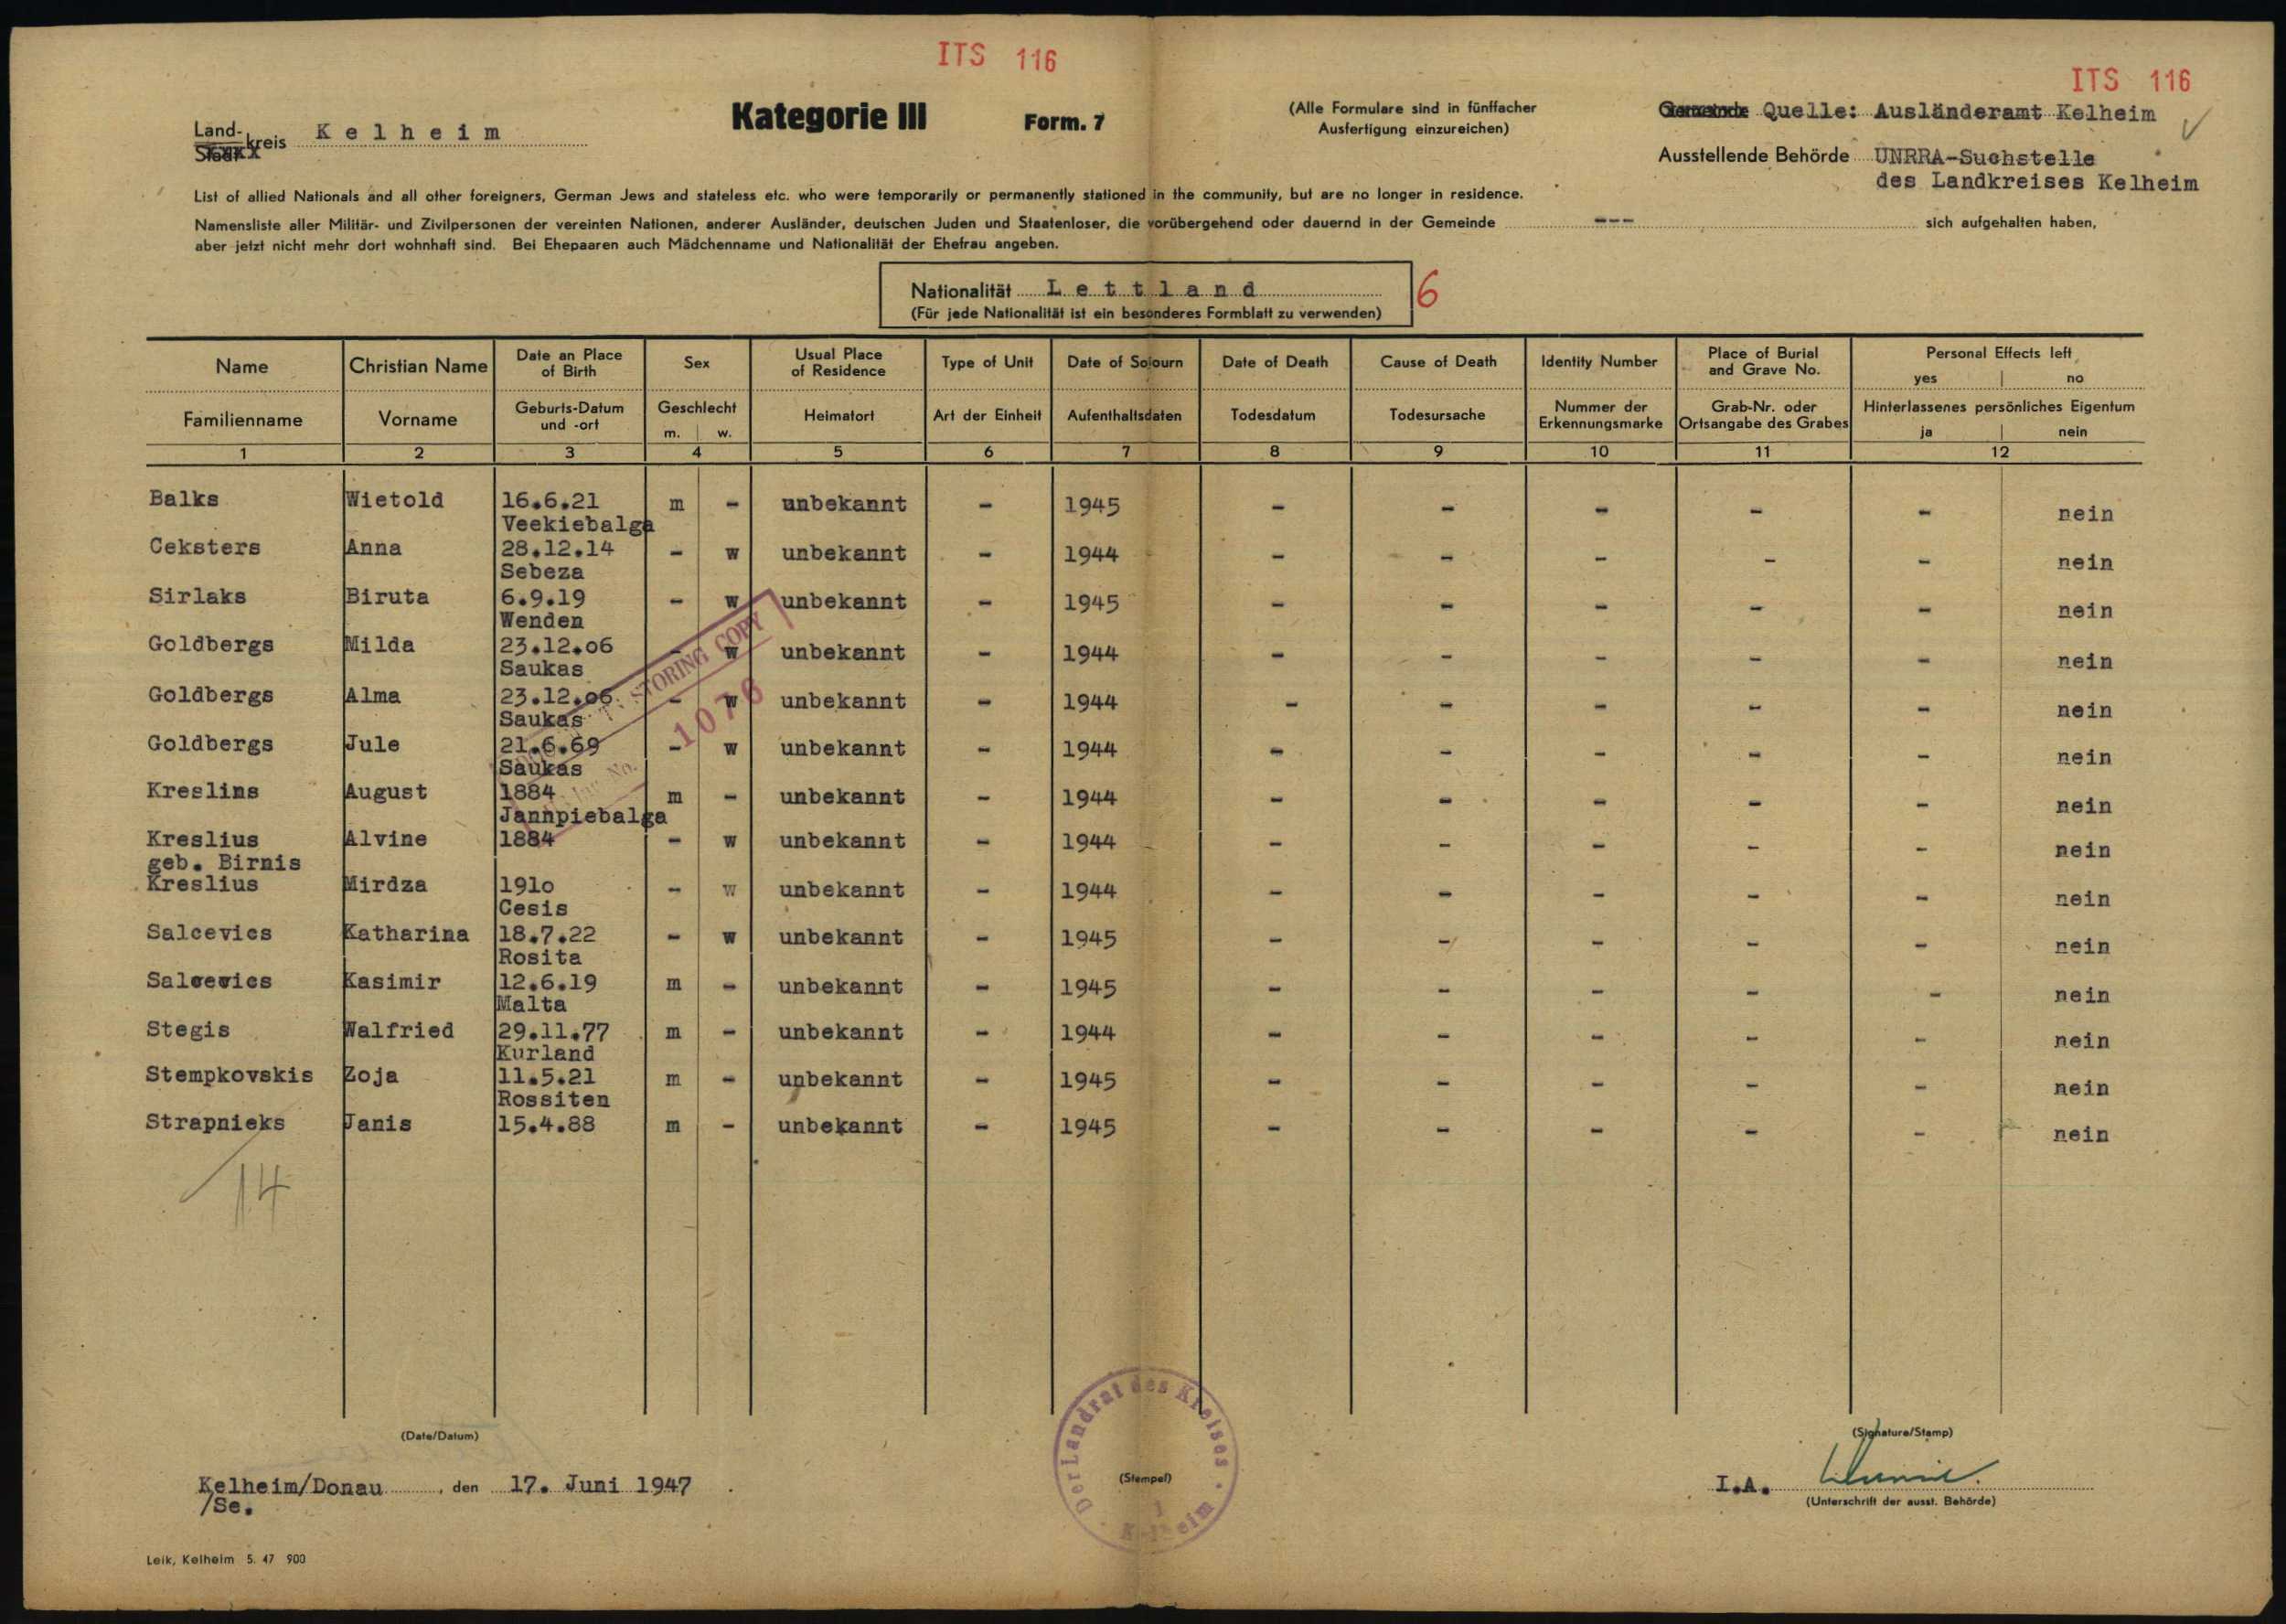 ITS 116
ITS 116
Land-
Stadt kreis Kelheim
Kategorie III Form. 7
(Alle Formulare sind in fünffacher
Ausfertigung einzureichen)
Gemeinde Quelle: Ausländeramt Kelheim
Ausstellende Behörde UNRRA-Suchstelle
des Landkreises Kelheim
List of allied Nationals and all other foreigners, German Jews and stateless etc. who were temporarily or permanently stationed in the community, but are no longer in residence.
Namensliste aller Militär- und Zivilpersonen der vereinten Nationen, anderer Ausländer, deutschen Juden und Staatenloser, die vorübergehend oder dauernd in der Gemeinde --- sich aufgehalten haben,
aber jetzt nicht mehr dort wohnhaft sind. Bei Ehepaaren auch Mädchenname und Nationalität der Ehefrau angeben.
Nationalität Lettland 6
(Für jede Nationalität ist ein besonderes Formblatt zu verwenden)
Name Christian Name Date an Place of Birth Sex Usual Place of Residence Type of Unit Date of Sojourn Date of Death Cause of Death Identity Number Place of Burial and Grave No. Personal Effects left yes no
Familienname Vorname Geburts-Datum und -ort Geschlecht m. w. Heimatort Art der Einheit Aufenthaltsdaten Todesdatum Todesursache Nummer der Erkennungsmarke Grab-Nr. oder Ortsangabe des Grabes Hinterlassenes persönliches Eigentum ja nein
1 2 3 4 5 6 7 8 9 10 11 12
Balks Wietold 16.6.21 m - unbekannt - 1945 - - - - - nein
Veekiebalga
Ceksters Anna 28.12.14 - w unbekannt - 1944 - - - - - nein
Sebeza
Sirlaks Biruta 6.9.19 - w unbekannt - 1945 - - - - - nein
Wenden
Goldbergs Milda 23.12.06 - w unbekannt - 1944 - - - - - nein
Saukas
Goldbergs Alma 23.12.06 - w unbekannt - 1944 - - - - - nein
Saukas
Goldbergs Jule 21.6.69 - w unbekannt - 1944 - - - - - nein
Saukas
Kreslins August 1884 m - unbekannt - 1944 - - - - - nein
Jannpiebalga
Kreslius Alvine 1884 - w unbekannt - 1944 - - - - - nein
geb. Birnis
Kreslius Mirdza 1910 - w unbekannt - 1944 - - - - - nein
Cesis
Salcevics Katharina 18.7.22 - w unbekannt - 1945 - - - - - nein
Rosita
Salcevics Kasimir 12.6.19 m - unbekannt - 1945 - - - - - nein
Malta
Stegis Walfried 29.11.77 m - unbekannt - 1944 - - - - - nein
Kurland
Stempkovskis Zoja 11.5.21 m - unbekannt - 1945 - - - - - nein
Rossiten
Strapnieks Janis 15.4.88 m - unbekannt - 1945 - - - - - nein
STORING COPY
1076
No.
14
(Date/Datum)
Kelheim/Donau, den 17. Juni 1947
/Se.
Der Landrat des Kreises
Kelheim
(Stempel)
(Signature/Stamp)
I.A.
(Unterschrift der ausst. Behörde)
Leik, Kelheim 5. 47 900